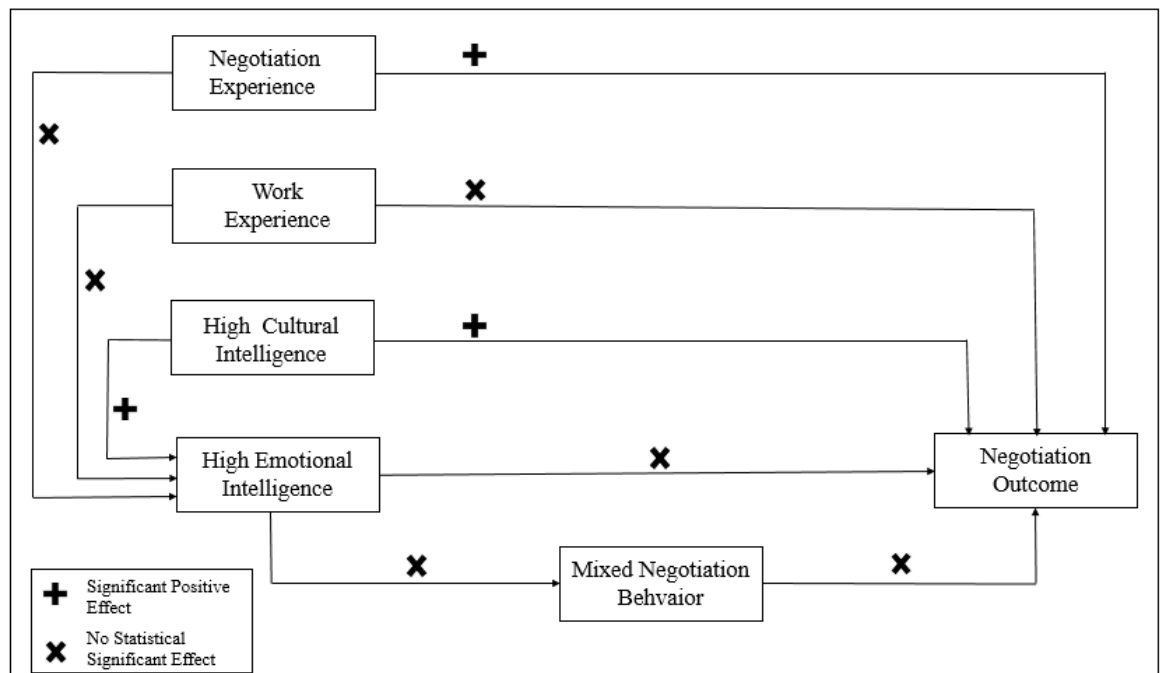 Negotiation
Experience
Work
Experience
High Cultural
Intelligence
High Emotional
Intelligence
Negotiation
Outcome
Mixed Negotiation
Behvaior
Significant Positive
Effect
No Statistical
Significant Effect